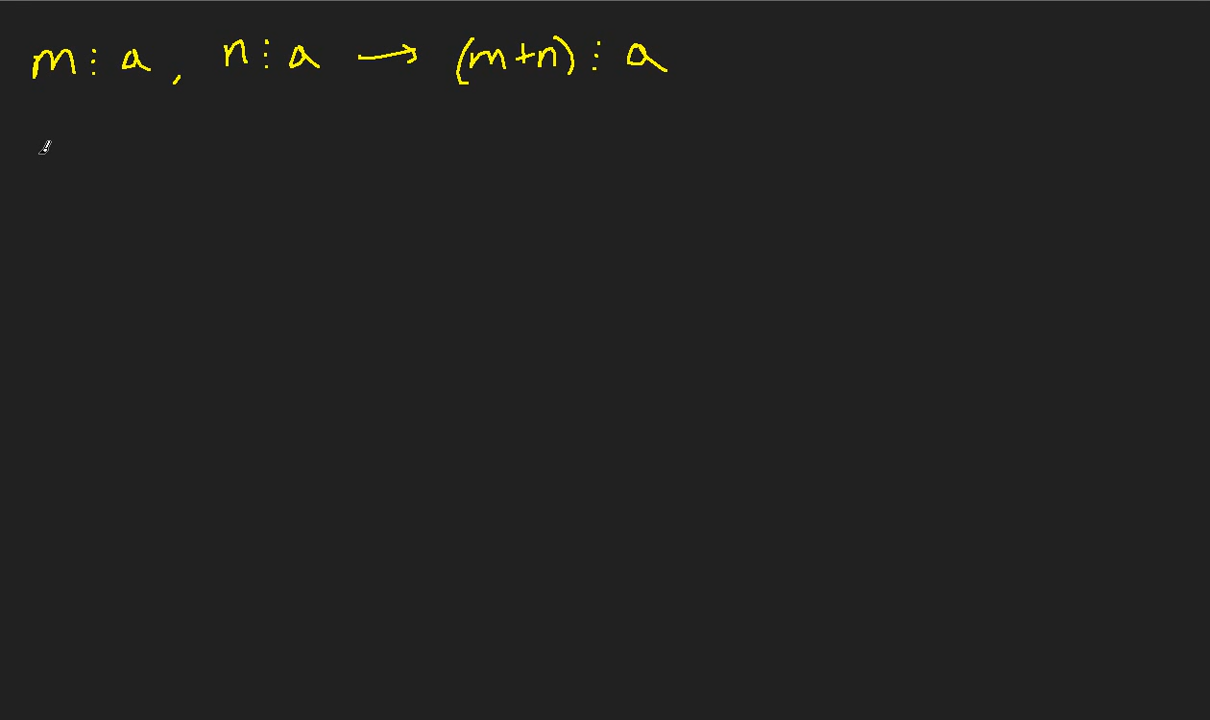 m ⋮ a, n ⋮ a → (m+n) ⋮ a